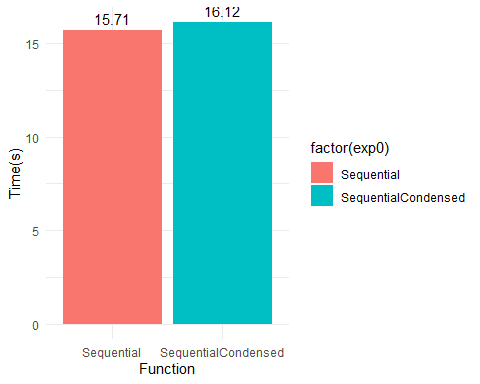 15.71
16.12
15
10
5
0
Time(s)
Sequential
SequentialCondensed
Function
factor(exp0)
Sequential
SequentialCondensed